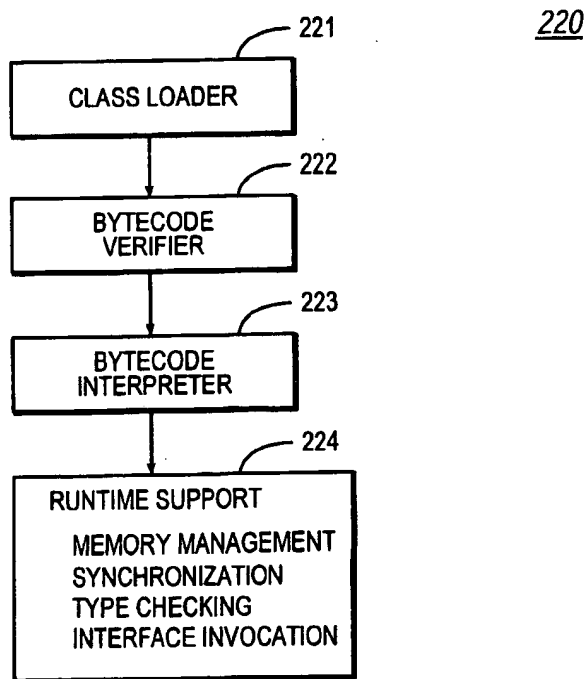 220
221
CLASS LOADER
222
BYTECODE
VERIFIER
223
BYTECODE
INTERPRETER
224
RUNTIME SUPPORT
MEMORY MANAGEMENT
SYNCHRONIZATION
TYPE CHECKING
INTERFACE INVOCATION